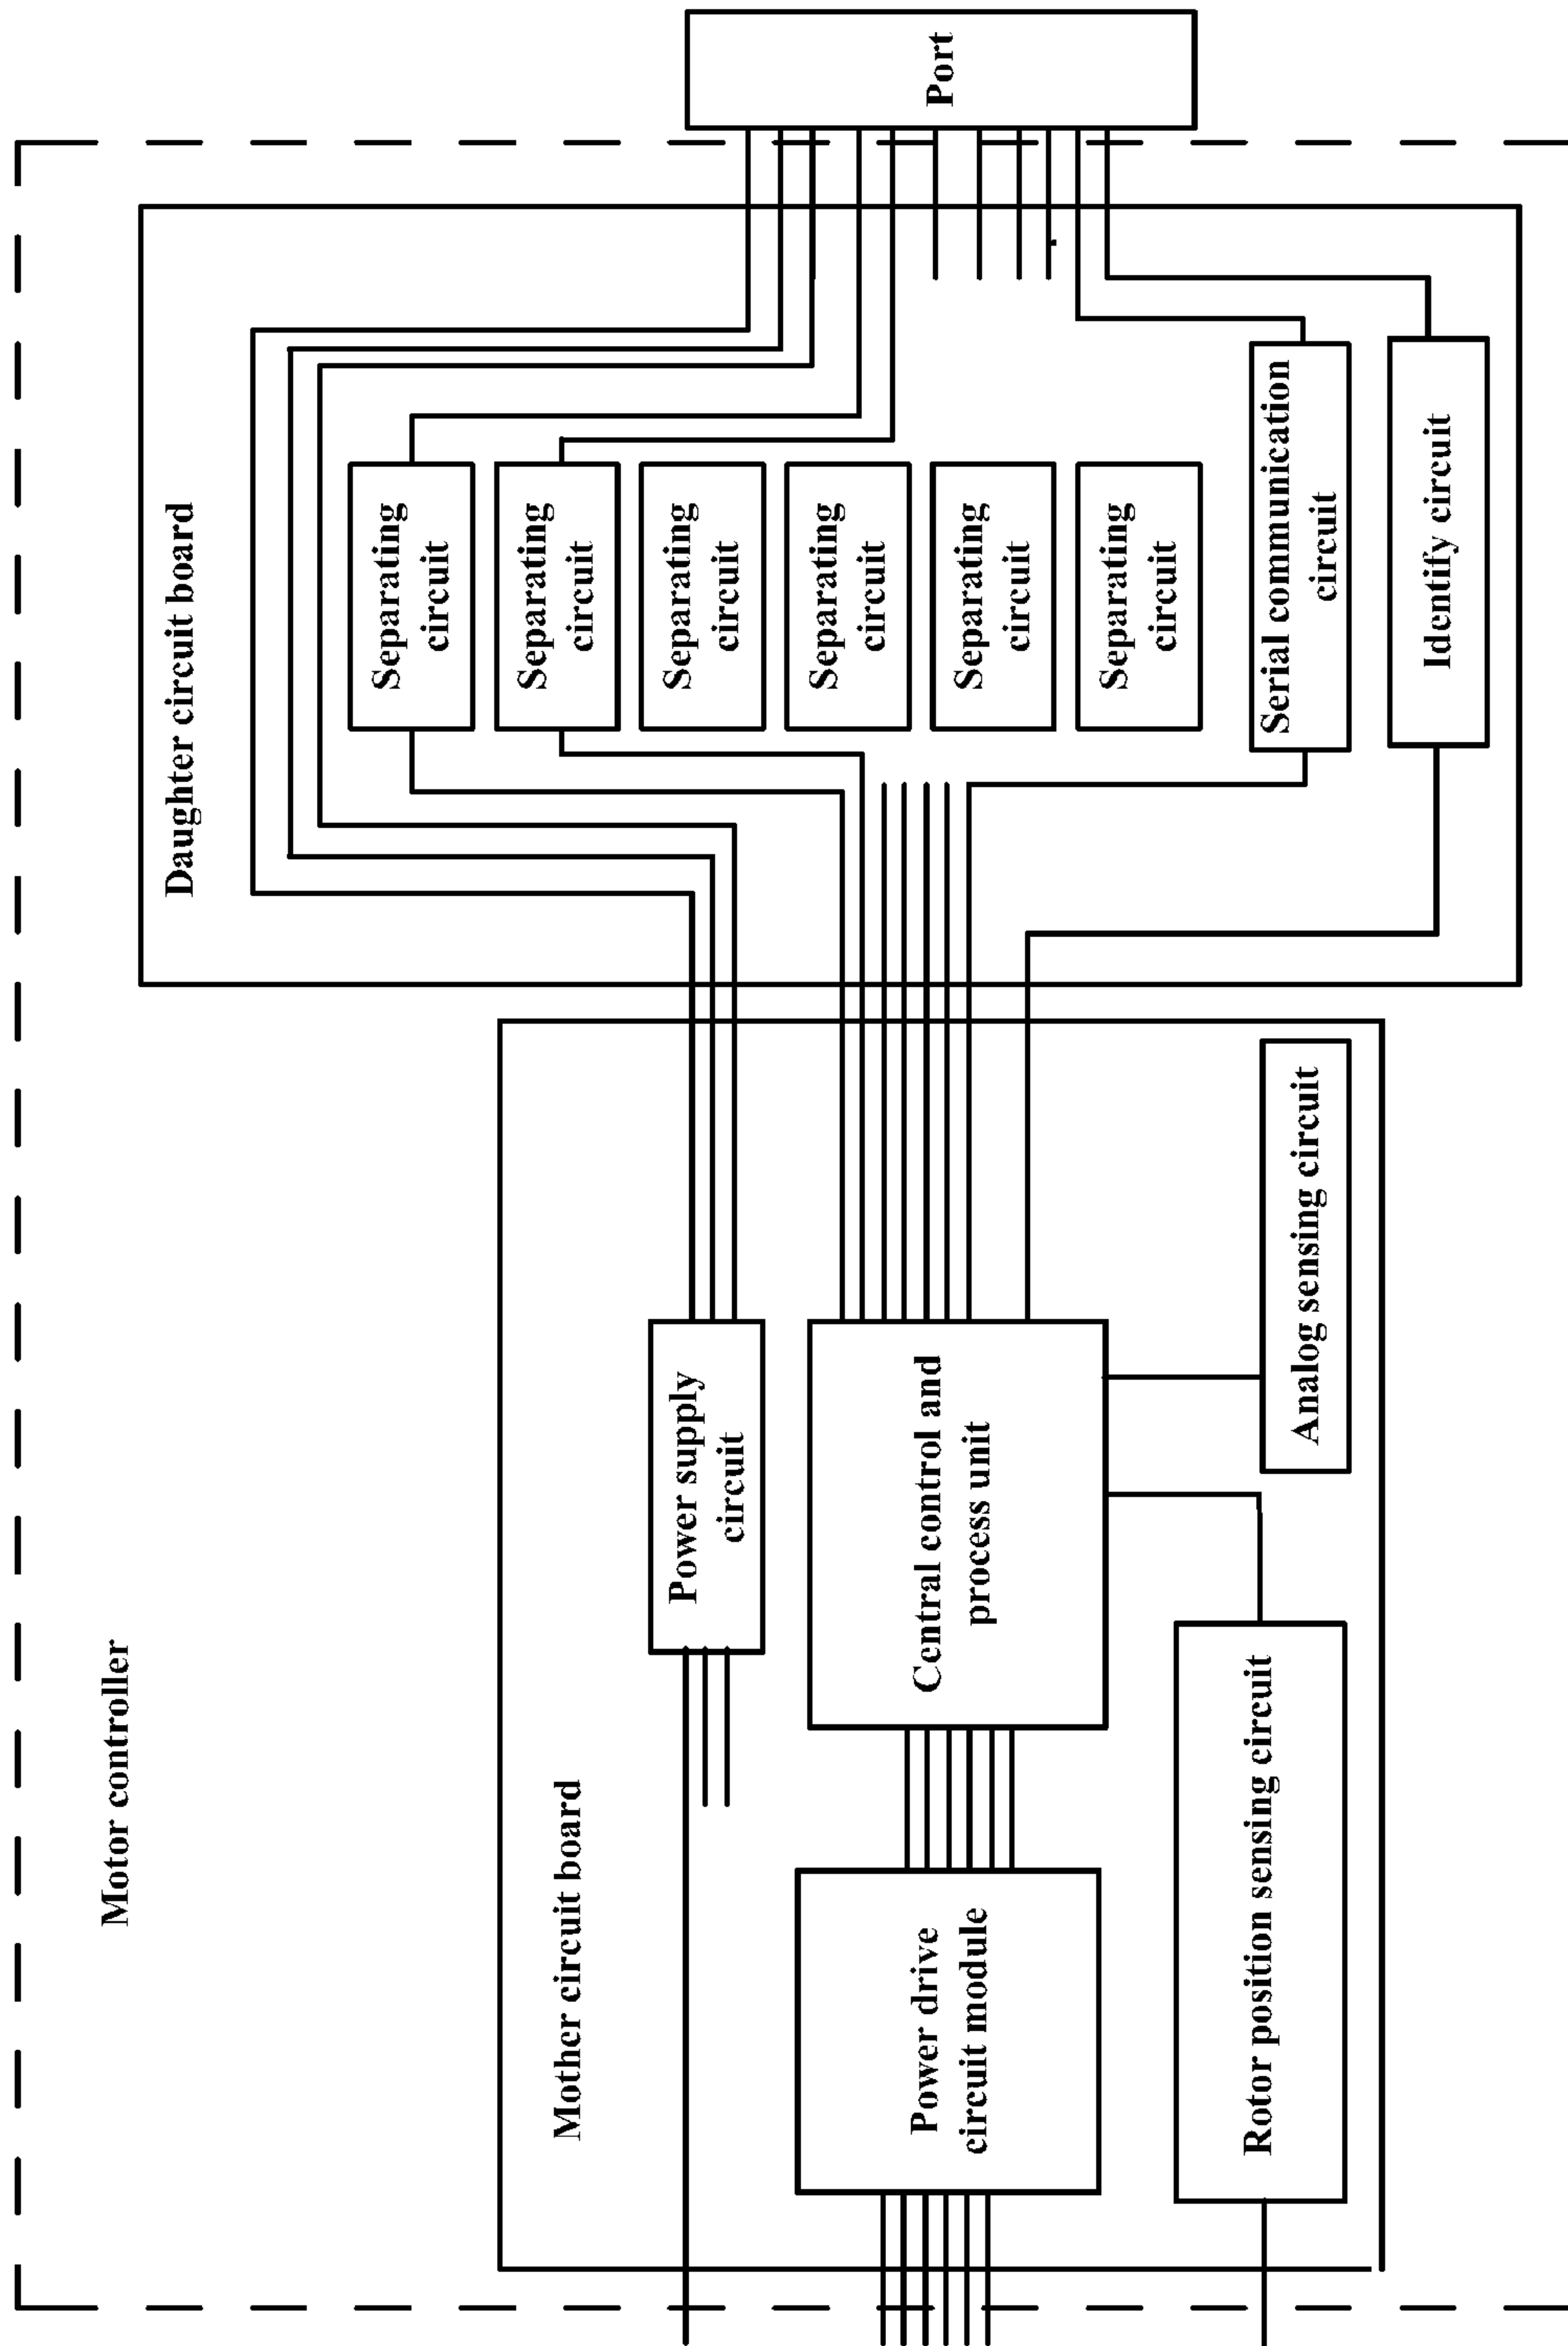 Motor controller
Mother circuit board
Daughter circuit board
Power supply
circuit
Power drive
circuit module
Central control and
process unit
Rotor position sensing circuit
Analog sensing circuit
Separating
circuit
Separating
circuit
Separating
circuit
Separating
circuit
Separating
circuit
Separating
circuit
Serial communication
circuit
Identify circuit
Port